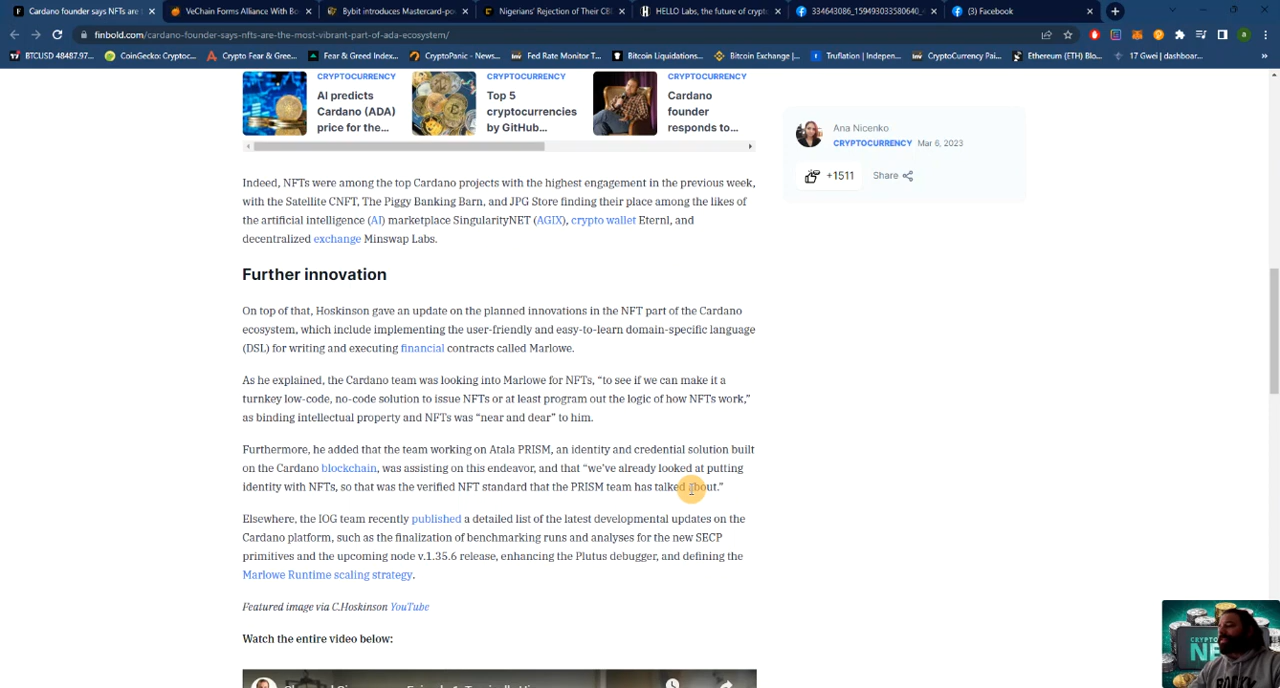 Cardano founder says NFTs are
VeChain Forms Alliance With Bo
Bybit introduces Mastercard-po
Nigerians' Rejection of Their CB
HELLO Labs, the future of crypto
334643086_159493033580640_
(3) Facebook
finbold.com/cardano-founder-says-nfts-are-the-most-vibrant-part-of-ada-ecosystem/
BTCUSD 48487.97...
CoinGecko: Cryptoc...
Crypto Fear & Gree...
Fear & Greed Index...
CryptoPanic - News...
Fed Rate Monitor T...
Bitcoin Liquidations...
Bitcoin Exchange |...
Truflation | Indepen...
CryptoCurrency Pai...
Ethereum (ETH) Blo...
17 Gwei | dashboar...
CRYPTOCURRENCY
AI predicts
Cardano (ADA)
price for the...
CRYPTOCURRENCY
Top 5
cryptocurrencies
by GitHub...
CRYPTOCURRENCY
Cardano
founder
responds to...
Ana Nicenko
CRYPTOCURRENCY Mar 6, 2023
+1511 Share
Indeed, NFTs were among the top Cardano projects with the highest engagement in the previous week,
with the Satellite CNFT, The Piggy Banking Barn, and JPG Store finding their place among the likes of
the artificial intelligence (AI) marketplace SingularityNET (AGIX), crypto wallet Eternl, and
decentralized exchange Minswap Labs.
Further innovation
On top of that, Hoskinson gave an update on the planned innovations in the NFT part of the Cardano
ecosystem, which include implementing the user-friendly and easy-to-learn domain-specific language
(DSL) for writing and executing financial contracts called Marlowe.
As he explained, the Cardano team was looking into Marlowe for NFTs, “to see if we can make it a
turnkey low-code, no-code solution to issue NFTs or at least program out the logic of how NFTs work,”
as binding intellectual property and NFTs was “near and dear” to him.
Furthermore, he added that the team working on Atala PRISM, an identity and credential solution built
on the Cardano blockchain, was assisting on this endeavor, and that “we’ve already looked at putting
identity with NFTs, so that was the verified NFT standard that the PRISM team has talked about.”
Elsewhere, the IOG team recently published a detailed list of the latest developmental updates on the
Cardano platform, such as the finalization of benchmarking runs and analyses for the new SECP
primitives and the upcoming node v.1.35.6 release, enhancing the Plutus debugger, and defining the
Marlowe Runtime scaling strategy.
Featured image via C.Hoskinson YouTube
Watch the entire video below: